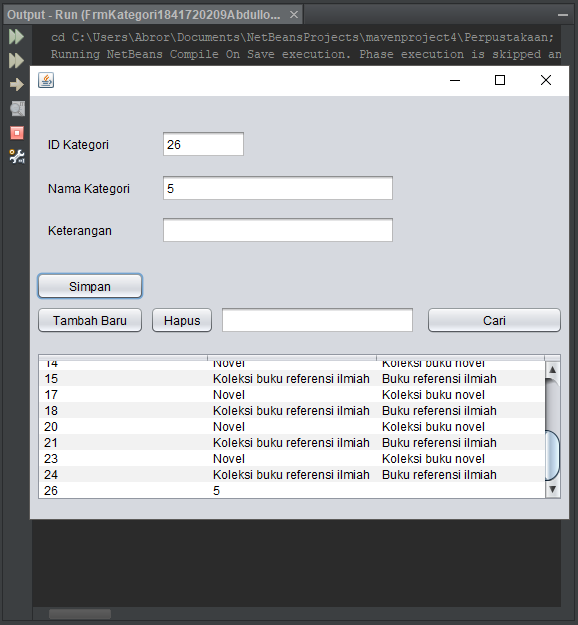 Output - Run (FrmKategori1841720209Abdullo...
cd C:\Users\Abror\Documents\NetBeansProjects\mavenproject4\Perpustakaan;
Running NetBeans Compile On Save execution. Phase execution is skipped an
ID Kategori 26
Nama Kategori 5
Keterangan
Simpan
Tambah Baru Hapus Cari
14 Novel Koleksi buku novel
15 Koleksi buku referensi ilmiah Buku referensi ilmiah
17 Novel Koleksi buku novel
18 Koleksi buku referensi ilmiah Buku referensi ilmiah
20 Novel Koleksi buku novel
21 Koleksi buku referensi ilmiah Buku referensi ilmiah
23 Novel Koleksi buku novel
24 Koleksi buku referensi ilmiah Buku referensi ilmiah
26 5